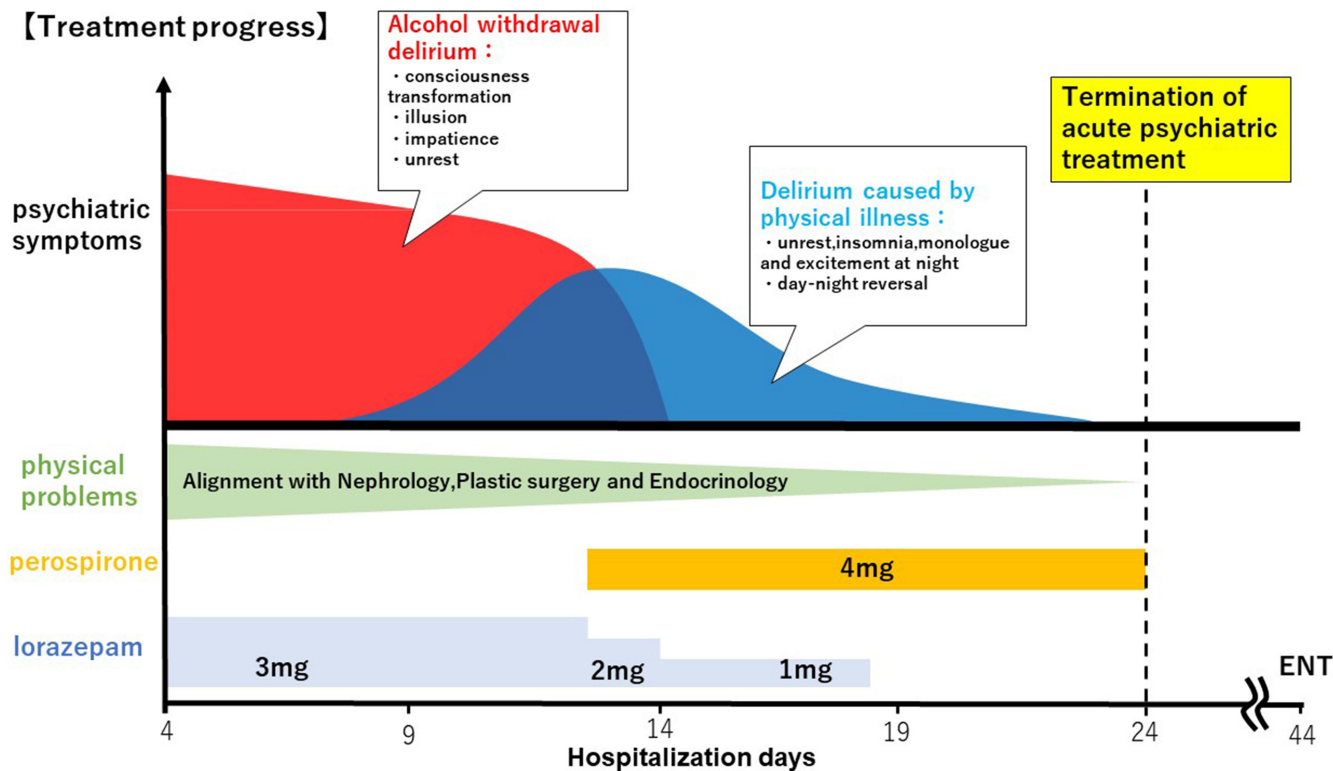 【Treatment progress】
Alcohol withdrawal
delirium：
・consciousness
transformation
・illusion
・impatience
・unrest
Termination of
acute psychiatric
treatment
psychiatric
symptoms
Delirium caused by
physical illness：
・unrest,insomnia,monologue
and excitement at night
・day-night reversal
physical
problems
Alignment with Nephrology,Plastic surgery and Endocrinology
perospirone
4mg
lorazepam
3mg
2mg
1mg
ENT
4
9
14
19
24
44
Hospitalization days